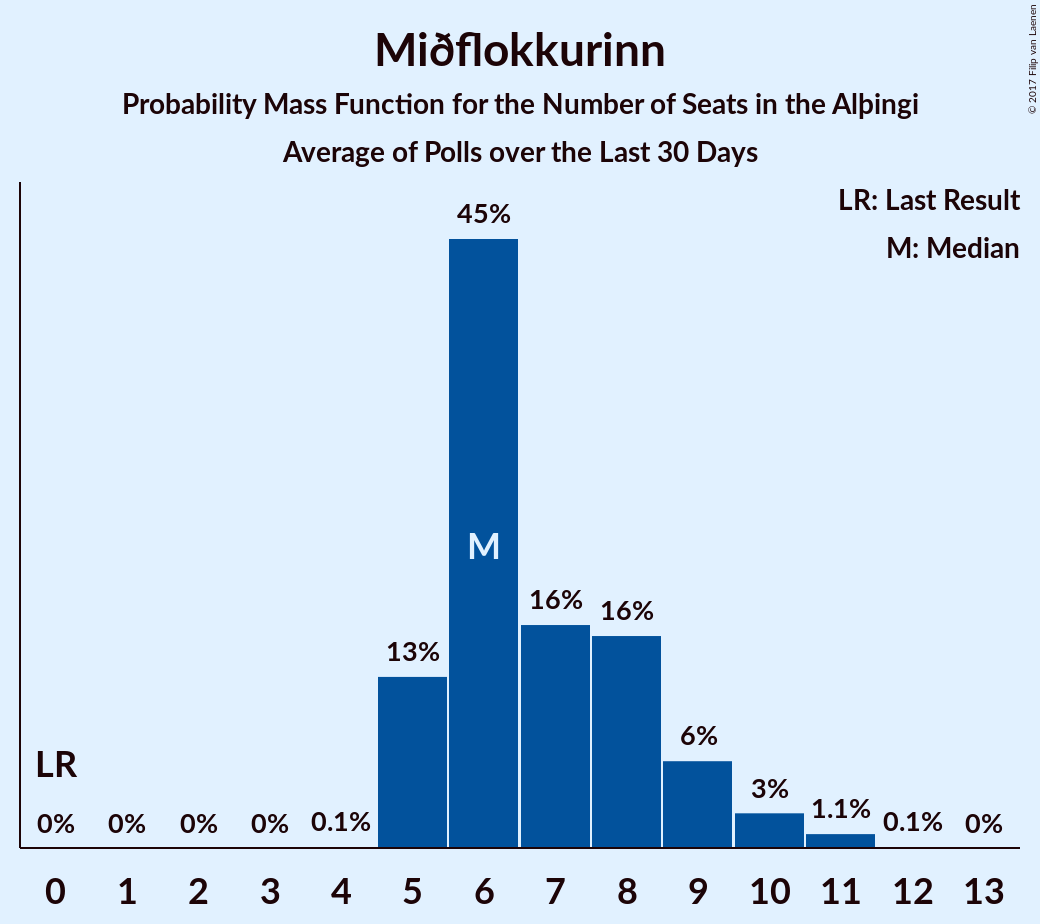 Miðflokkurinn
Probability Mass Function for the Number of Seats in the Alþingi
Average of Polls over the Last 30 Days
© 2017 Filip van Laenen
LR: Last Result
M: Median
45%
M
16%
16%
13%
6%
LR
3%
1.1%
0% 0% 0% 0% 0.1% 0.1% 0%
0 1 2 3 4 5 6 7 8 9 10 11 12 13